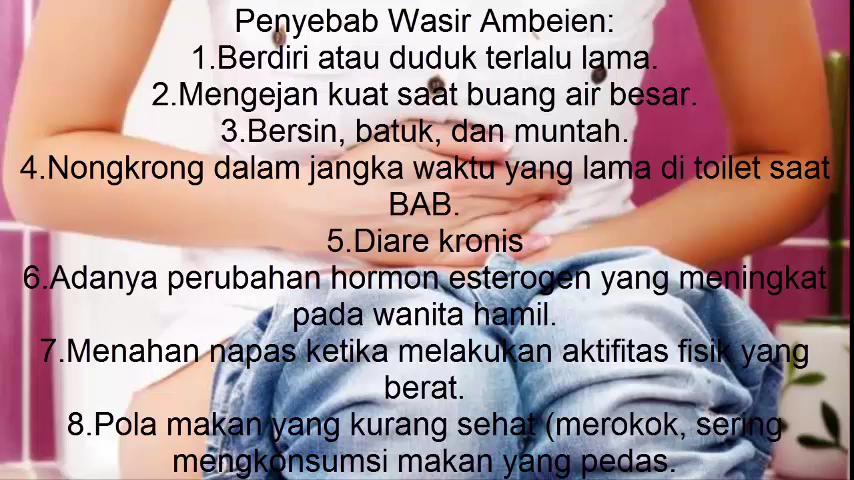 Penyebab Wasir Ambeien:
1.Berdiri atau duduk terlalu lama.
2.Mengejan kuat saat buang air besar.
3.Bersin, batuk, dan muntah.
4.Nongkrong dalam jangka waktu yang lama di toilet saat
BAB.
5.Diare kronis
6.Adanya perubahan hormon esterogen yang meningkat
pada wanita hamil.
7.Menahan napas ketika melakukan aktifitas fisik yang
berat.
8.Pola makan yang kurang sehat (merokok, sering
mengkonsumsi makan yang pedas.